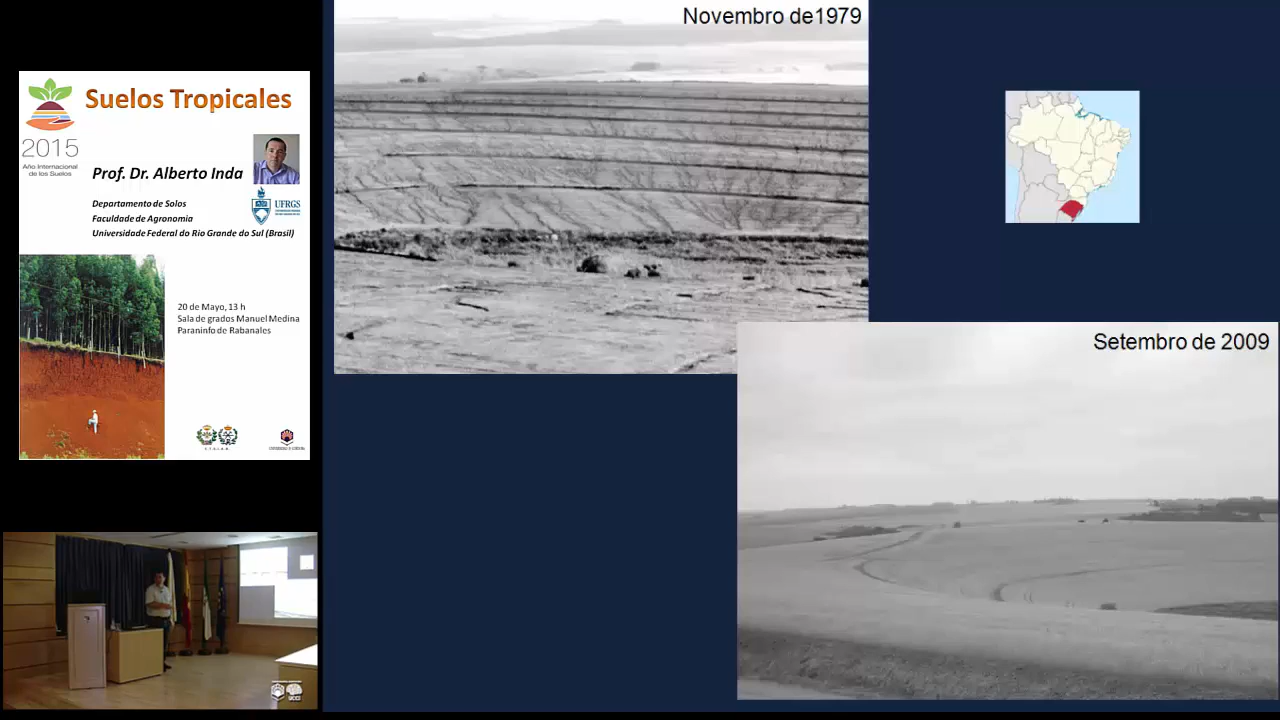 Suelos Tropicales
2015
Año Internacional
de los Suelos
Prof. Dr. Alberto Inda
UFRGS
Departamento de Solos
Faculdade de Agronomia
Universidade Federal do Rio Grande do Sul (Brasil)
20 de Mayo, 13 h
Sala de grados Manuel Medina
Paraninfo de Rabanales
Novembro de1979
Setembro de 2009